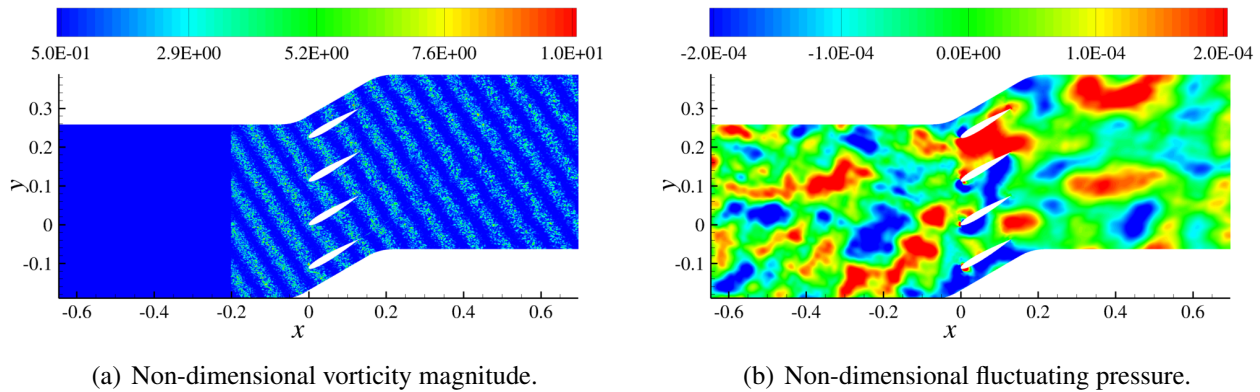 5.0E-01 2.9E+00 5.2E+00 7.6E+00 1.0E+01
0.3
0.2
y
0.1
0
-0.1
-0.6 -0.4 -0.2 0 0.2 0.4 0.6
x
(a) Non-dimensional vorticity magnitude.
-2.0E-04 -1.0E-04 0.0E+00 1.0E-04 2.0E-04
0.3
0.2
y
0.1
0
-0.1
-0.6 -0.4 -0.2 0 0.2 0.4 0.6
x
(b) Non-dimensional fluctuating pressure.